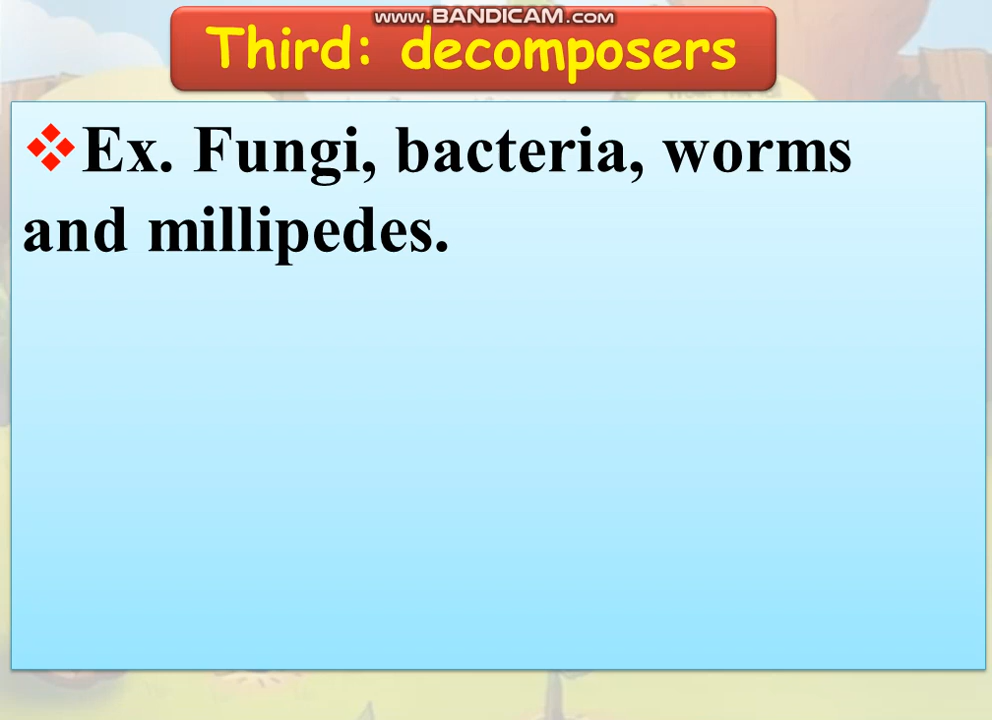 www.BANDICAM.com
Third: decomposers
❖Ex. Fungi, bacteria, worms
and millipedes.